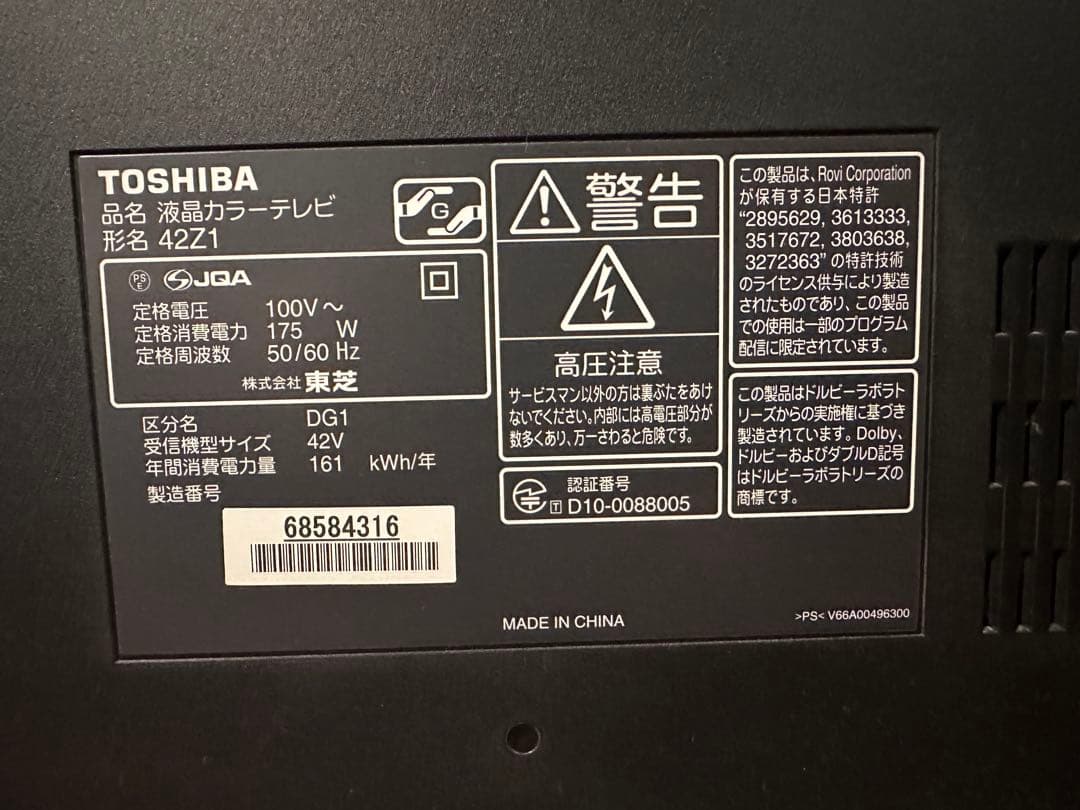 TOSHIBA
品名 液晶カラーテレビ
形名 42Z1
G
PS
E
JQA
定格電圧 100V～
定格消費電力 175 W
定格周波数 50/60 Hz
株式会社 東芝
区分名 DG1
受信機型サイズ 42V
年間消費電力量 161 kWh/年
製造番号
68584316
警告
高圧注意
サービスマン以外の方は裏ぶたをあけ
ないでください。内部には高電圧部分が
数多くあり、万一さわると危険です。
認証番号
T D10-0088005
MADE IN CHINA
この製品は、Rovi Corporation
が保有する日本特許
“2895629, 3613333,
3517672, 3803638,
3272363” の特許技術
のライセンス供与により製造
されたものであり、この製品
での使用は一部のプログラム
配信に限定されています。
この製品はドルビーラボラト
リーズからの実施権に基づき
製造されています。Dolby、
ドルビーおよびダブルD記号
はドルビーラボラトリーズの
商標です。
>PS< V66A00496300